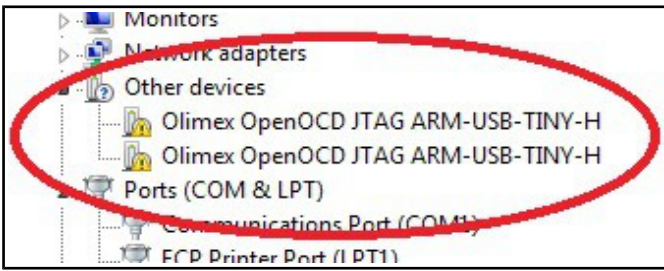 Monitors
Network adapters
Other devices
Olimex OpenOCD JTAG ARM-USB-TINY-H
Olimex OpenOCD JTAG ARM-USB-TINY-H
Ports (COM & LPT)
Communications Port (COM1)
ECP Printer Port (LPT1)